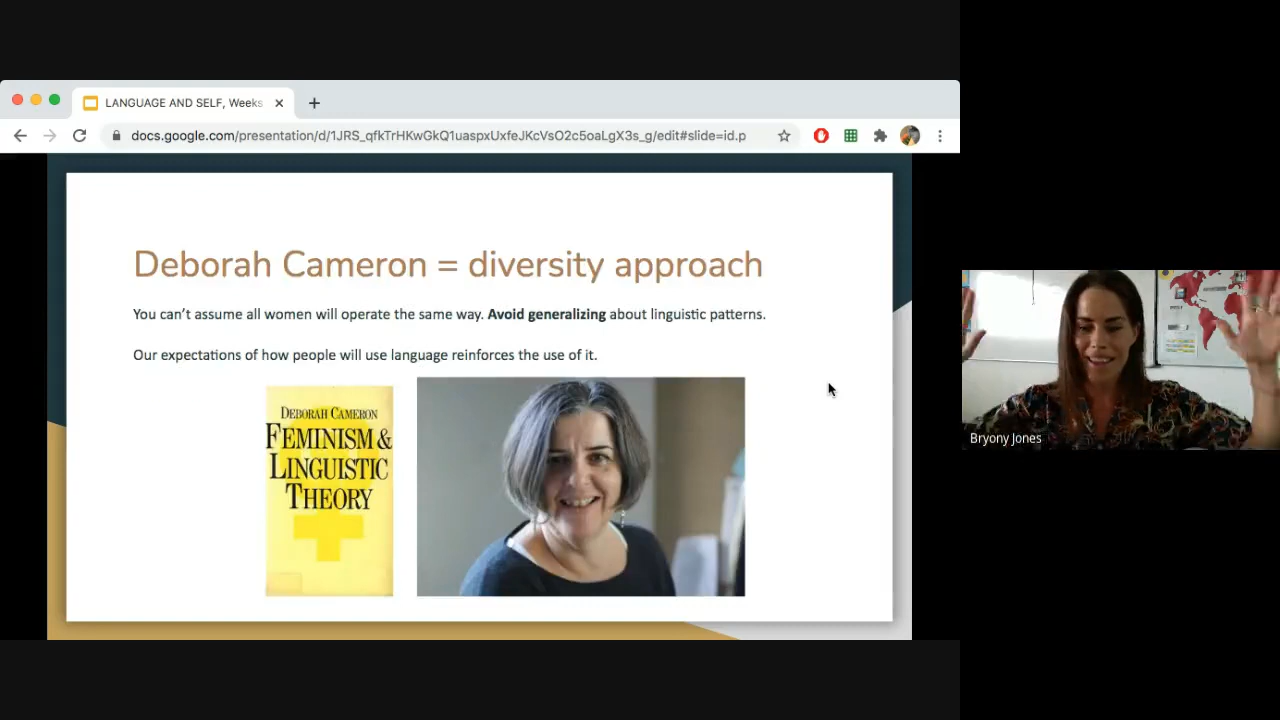 LANGUAGE AND SELF, Weeks
docs.google.com/presentation/d/1JRS_qfkTrHKwGkQ1uaspxUxfeJKcVsO2c5oaLgX3s_g/edit#slide=id.p
Deborah Cameron = diversity approach
You can’t assume all women will operate the same way. Avoid generalizing about linguistic patterns.
Our expectations of how people will use language reinforces the use of it.
DEBORAH CAMERON
FEMINISM &
LINGUISTIC
THEORY
Bryony Jones